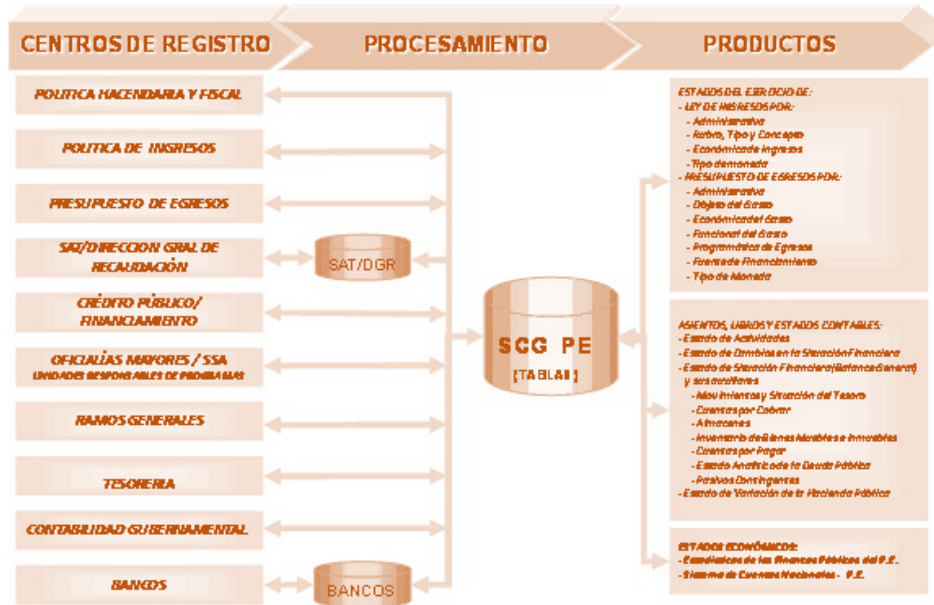 CENTROS DE REGISTRO
PROCESAMIENTO
PRODUCTOS
POLITICA HACENDARIA Y FISCAL
POLITICA DE INGRESOS
PRESUPUESTO DE EGRESOS
SAT/DIRECCION GRAL DE
RECAUDACIÓN
CRÉDITO PÚBLICO/
FINANCIAMIENTO
OFICIALÍAS MAYORES / SSA
UNIDADES RESPONSABLES DE PROGRAMAS
RAMOS GENERALES
TESORERIA
CONTABILIDAD GUBERNAMENTAL
BANCOS
SAT/DGR
SCG PE
(TABLAS)
BANCOS
ESTADOS DEL EJERCICIO DE:
- LEY DE INGRESOS POR:
- Administrativa
- Rubro, Tipo y Concepto
- Económica de Ingresos
- Tipo de moneda
- PRESUPUESTO DE EGRESOS POR:
- Administrativa
- Objeto del Gasto
- Económica del Gasto
- Funcional del Gasto
- Programática de Egresos
- Fuente de Financiamiento
- Tipo de Moneda
ASIENTOS, LIBROS Y ESTADOS CONTABLES:
- Estado de Actividades
- Estado de Cambios en la Situación Financiera
- Estado de Situación Financiera (Balance General)
y sus auxiliares
- Movimientos y Situación del Tesoro
- Cuentas por Cobrar
- Almacenes
- Inventario de Bienes Muebles e Inmuebles
- Cuentas por Pagar
- Estado Analítico de la Deuda Pública
- Pasivos Contingentes
- Estado de Variación de la Hacienda Pública
ESTADOS ECONÓMICOS:
- Estadísticas de las Finanzas Públicas del P.E.
- Sistema de Cuentas Nacionales - P.E.